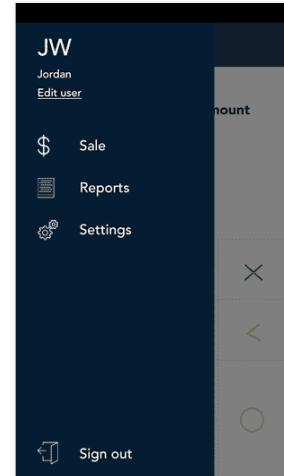 JW
Jordan
Edit user
mount
$ Sale
Reports
Settings
Sign out